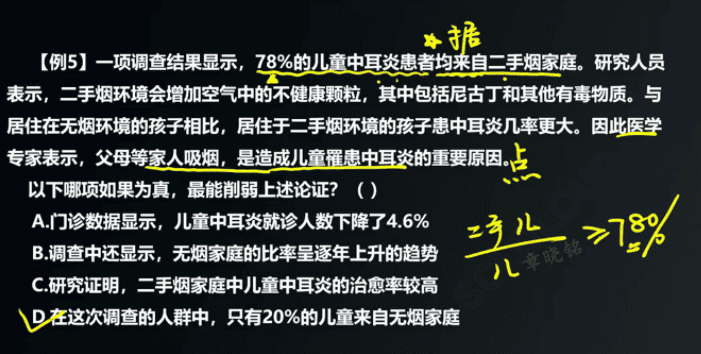 据
【例5】一项调查结果显示，78%的儿童中耳炎患者均来自二手烟家庭。研究人员
表示，二手烟环境会增加空气中的不健康颗粒，其中包括尼古丁和其他有毒物质。与
居住在无烟环境的孩子相比，居住于二手烟环境的孩子患中耳炎几率更大。因此医学
专家表示，父母等家人吸烟，是造成儿童罹患中耳炎的重要原因。
点
以下哪项如果为真，最能削弱上述论证？（ ）
A.门诊数据显示，儿童中耳炎就诊人数下降了4.6%
B.调查中还显示，无烟家庭的比率呈逐年上升的趋势
C.研究证明，二手烟家庭中儿童中耳炎的治愈率较高
D.在这次调查的人群中，只有20%的儿童来自无烟家庭
二手儿
儿
≥780%
章晓铭